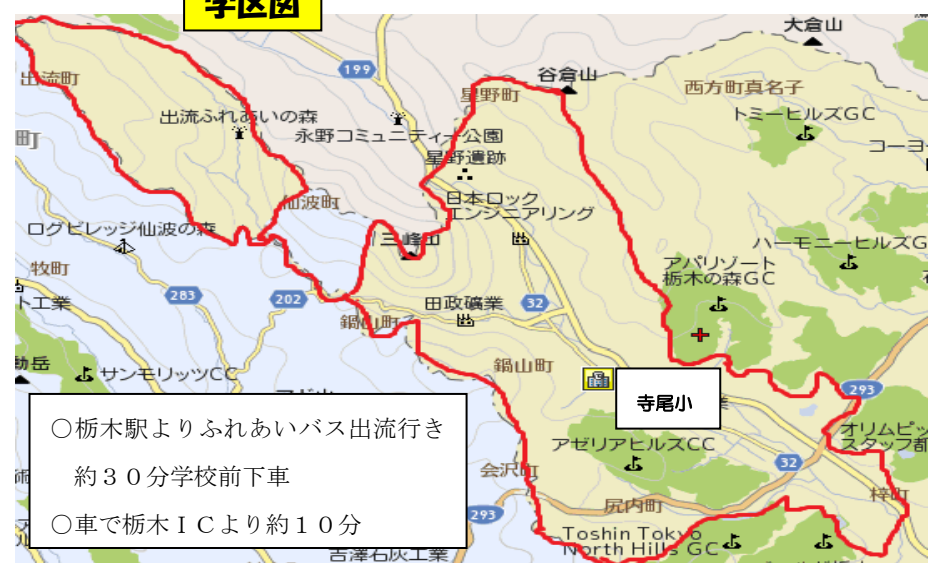 学区図
大倉山
出流町
199
谷倉山
星野町
西方町真名子
出流ふれあいの森
トミーヒルズGC
永野コミュニティー公園
コーヨー
星野遺跡
仙波町
日本ロック
エンジニアリング
ログビレッジ仙波の森
三峰山
ハーモニーヒルズG
牧町
アパリゾート
栃木の森GC
283
202
田政礦業
32
ト工業
鍋山町
鍋山町
サンモリッツCC
293
寺尾小
○栃木駅よりふれあいバス出流行き
約30分学校前下車
○車で栃木ICより約10分
アゼリアヒルズCC
オリムピッ
スタッフ都
会沢町
32
尻内町
梓町
293
Toshin Tokyo
North Hills GC
吉澤石灰工業